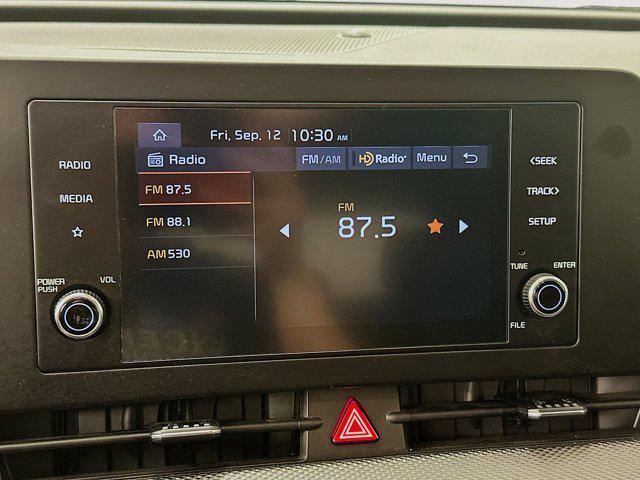 Fri, Sep. 12 10:30 AM
Radio FM/AM HD Radio Menu
FM 87.5
FM 88.1
AM 530
FM
87.5
RADIO
MEDIA
POWER
PUSH
VOL
<SEEK
TRACK>
SETUP
TUNE ENTER
FILE